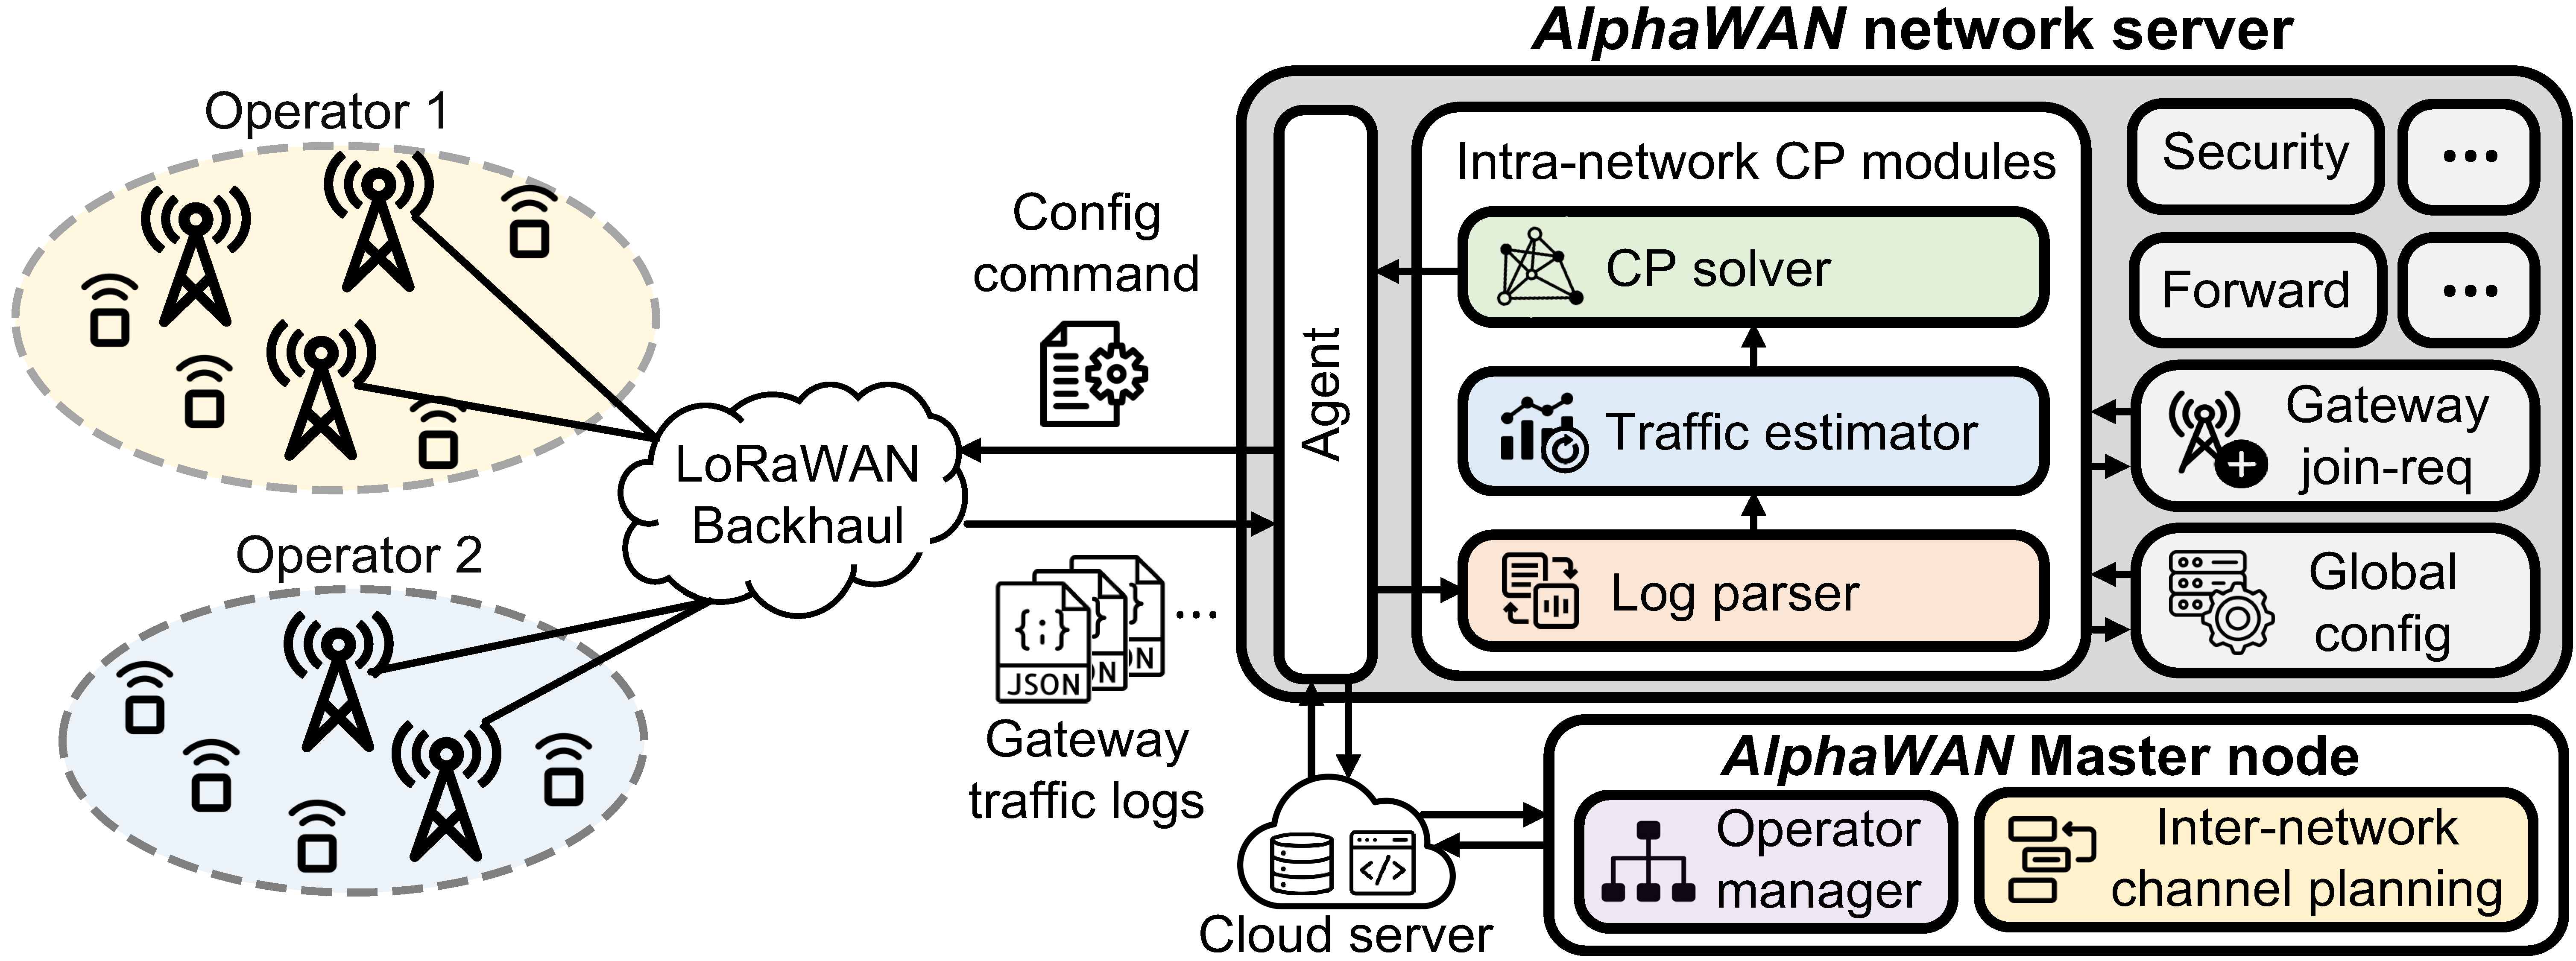 AlphaWAN network server
Operator 1
Operator 2
LoRaWAN
Backhaul
Config
command
{;}
JSON
}
ON
}
ON
...
Gateway
traffic logs
Agent
Intra-network CP modules
CP solver
Traffic estimator
Log parser
Security
...
Forward
...
Gateway
join-req
Global
config
</>
Cloud server
AlphaWAN Master node
Operator
manager
Inter-network
channel planning